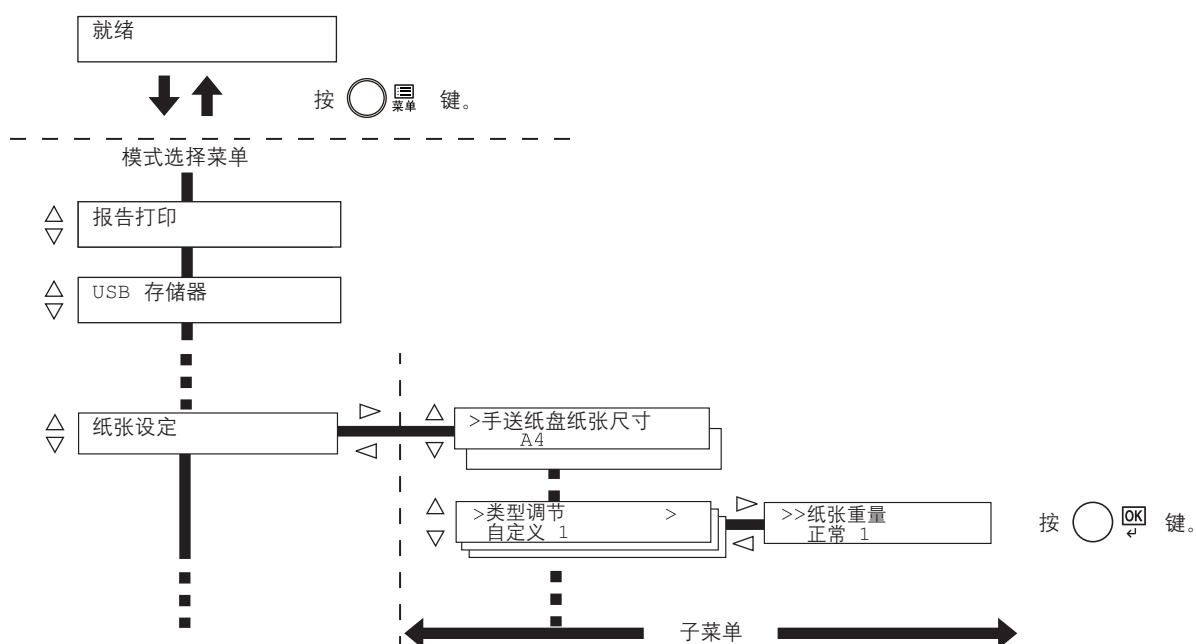 就绪
按 菜单 键。
模式选择菜单
报告打印
USB 存储器
纸张设定
>手送纸盘纸张尺寸
A4
>类型调节 >
自定义 1
>>纸张重量
正常 1
按 OK 键。
子菜单